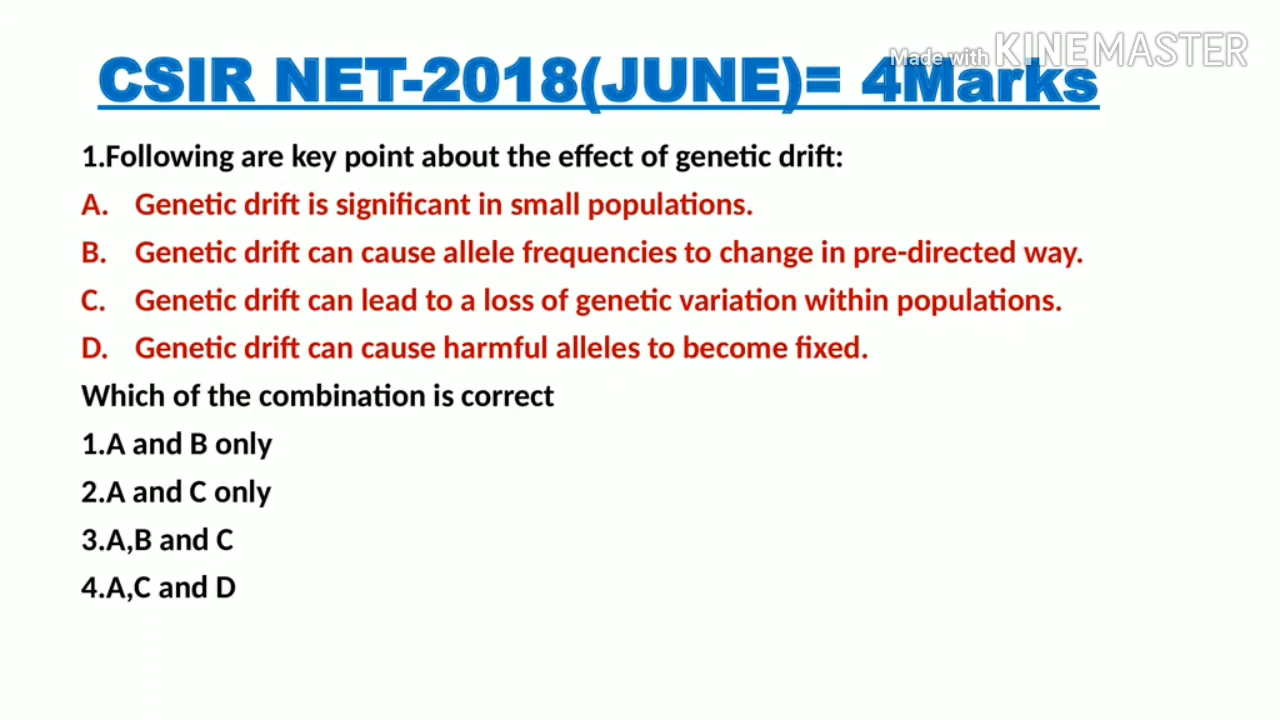 Made with KINEMASTER
CSIR NET-2018(JUNE)= 4Marks
1.Following are key point about the effect of genetic drift:
A. Genetic drift is significant in small populations.
B. Genetic drift can cause allele frequencies to change in pre-directed way.
C. Genetic drift can lead to a loss of genetic variation within populations.
D. Genetic drift can cause harmful alleles to become fixed.
Which of the combination is correct
1.A and B only
2.A and C only
3.A,B and C
4.A,C and D